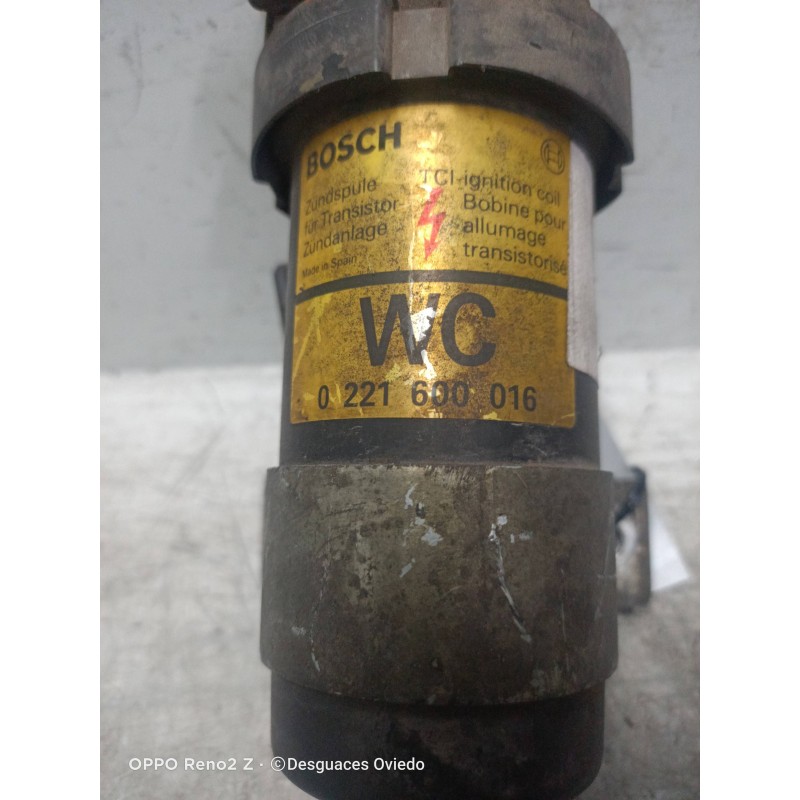 BOSCH
Zündspule
für Transistor-
Zündanlage
Made in Spain
TCI-ignition coil
Bobine pour
allumage
transistorisé
WC
0 221 600 016
OPPO Reno2 Z · ©Desguaces Oviedo